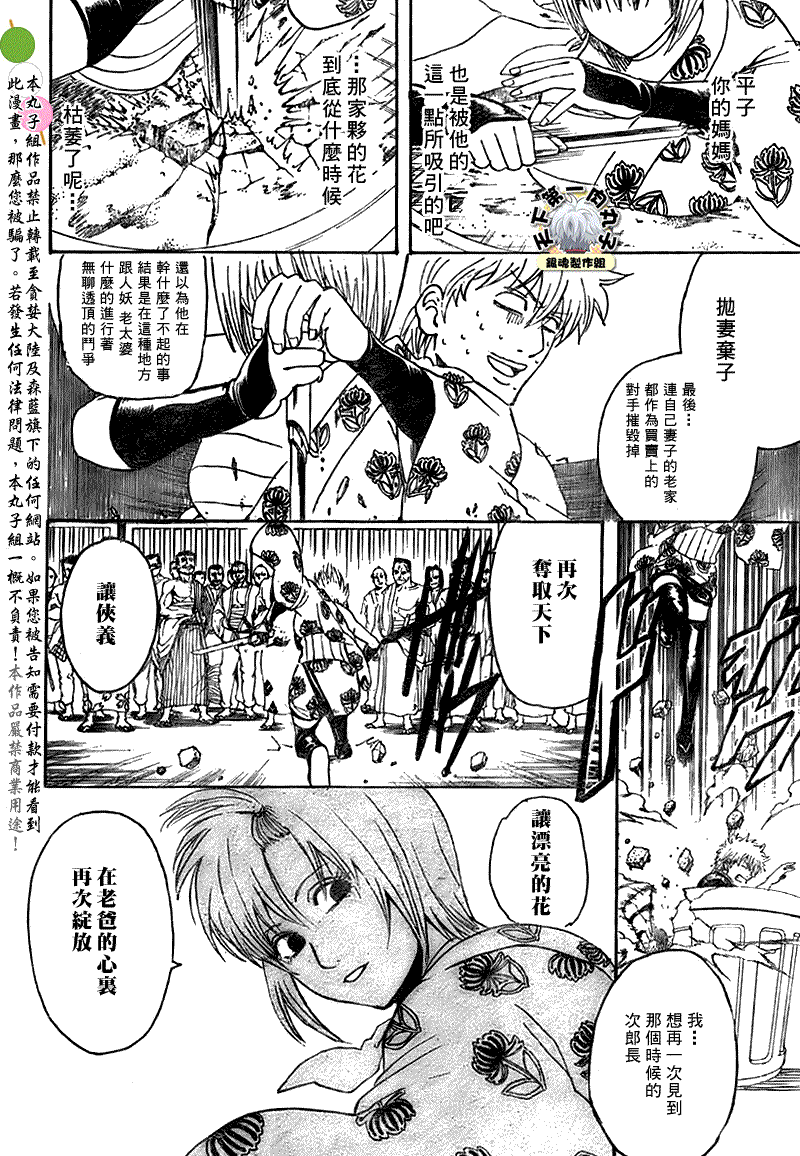 平子
你的媽媽
也是被他的
這一點所吸引的吧
…那家夥的花
到底從什麼時候
枯萎了呢…
天下第一丸子
銀魂製作組
拋妻棄子
最後…
連自己妻子的老家
都作為買賣上的
對手摧毀掉
還以為他在
幹什麼了不起的事
結果是在這種地方
跟人妖 老太婆
什麼的進行著
無聊透頂的鬥爭
再次
奪取天下
讓俠義
讓漂亮的花
在老爸的心裏
再次綻放
我…
想再一次見到
那個時候的
次郎長
本丸子組作品禁止轉載至貪婪大陸及森藍旗下的任何網站。如果您被告知需要付款才能看到
此漫畫，那麼您被騙了。若發生任何法律問題，本丸子組一概不負責！本作品嚴禁商業用途！